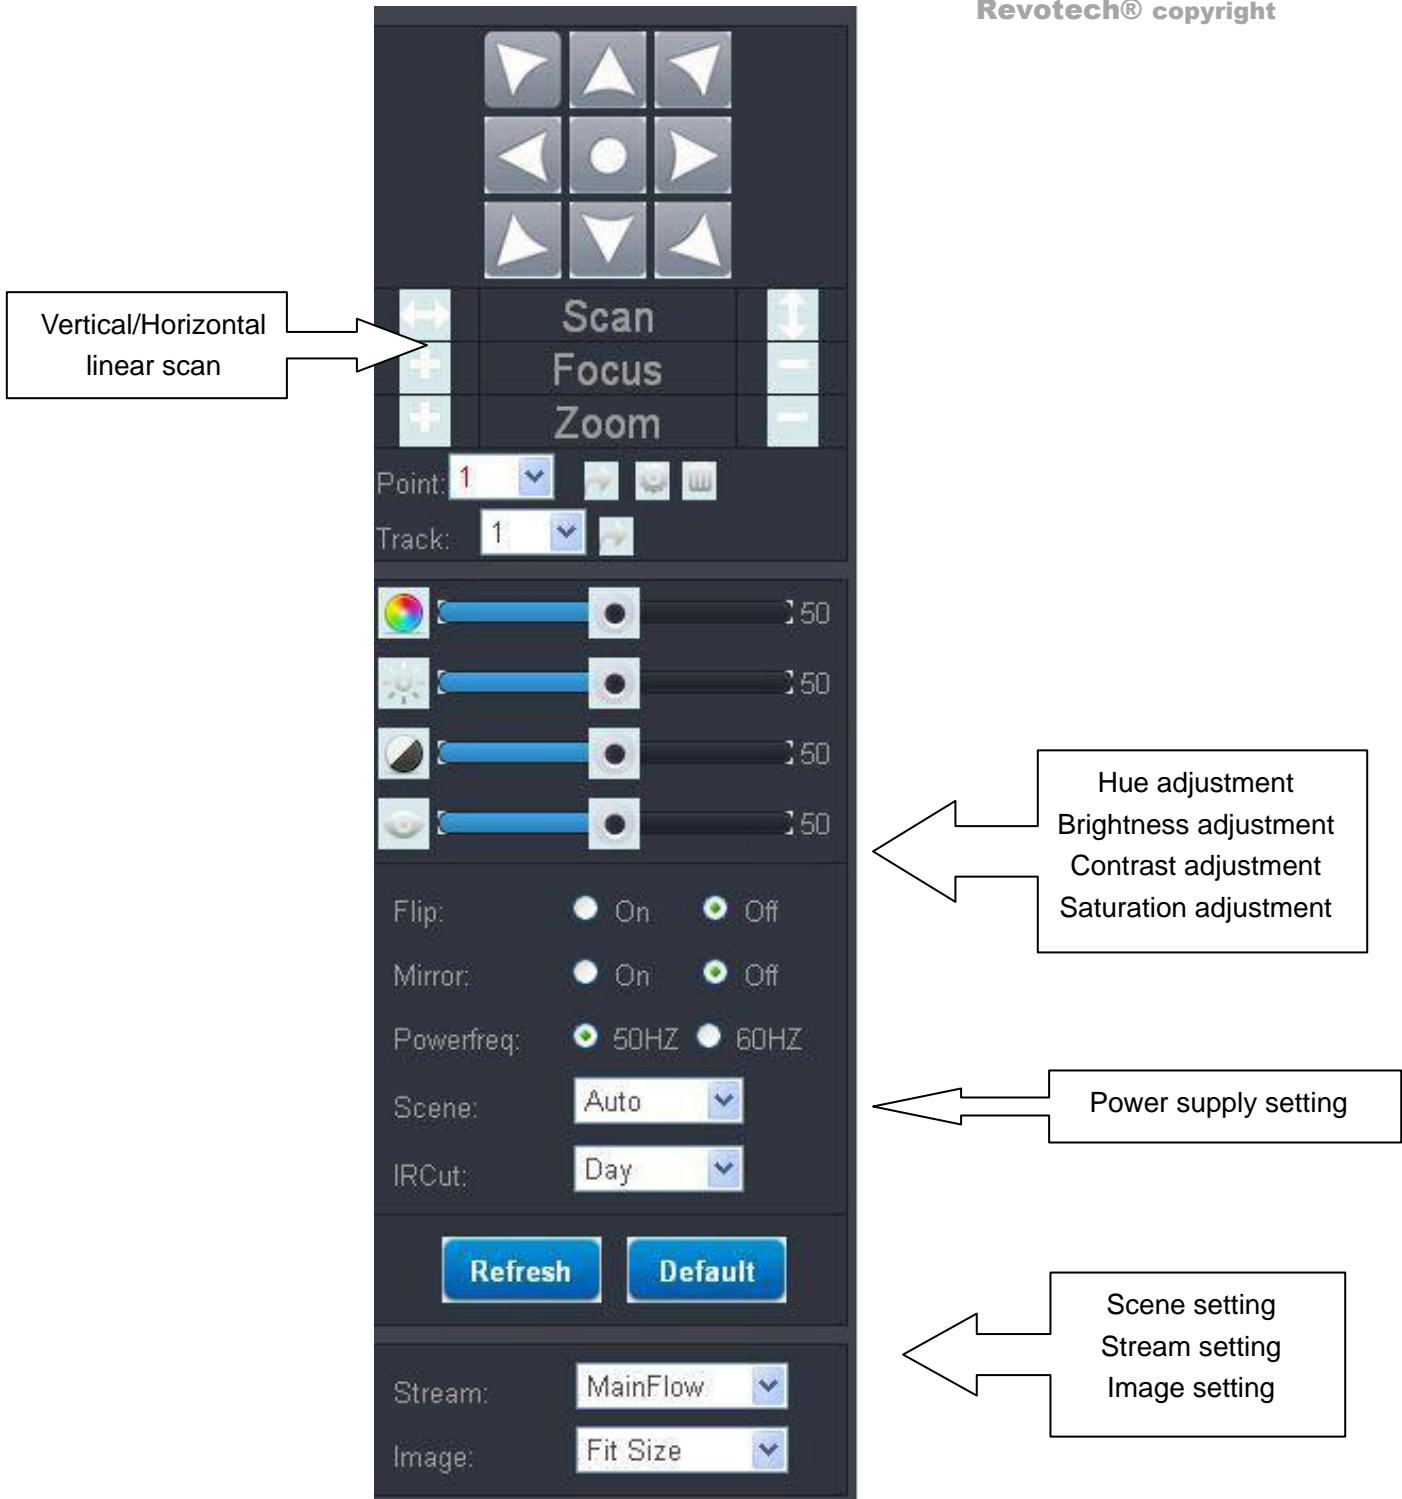 Revotech® copyright
Vertical/Horizontal
linear scan
Scan
Focus
Zoom
Point: 1
Track: 1
50
50
50
50
Hue adjustment
Brightness adjustment
Contrast adjustment
Saturation adjustment
Flip: On Off
Mirror: On Off
Powerfreq: 50HZ 60HZ
Scene: Auto
Power supply setting
IRCut: Day
Refresh Default
Scene setting
Stream setting
Image setting
Stream: MainFlow
Image: Fit Size